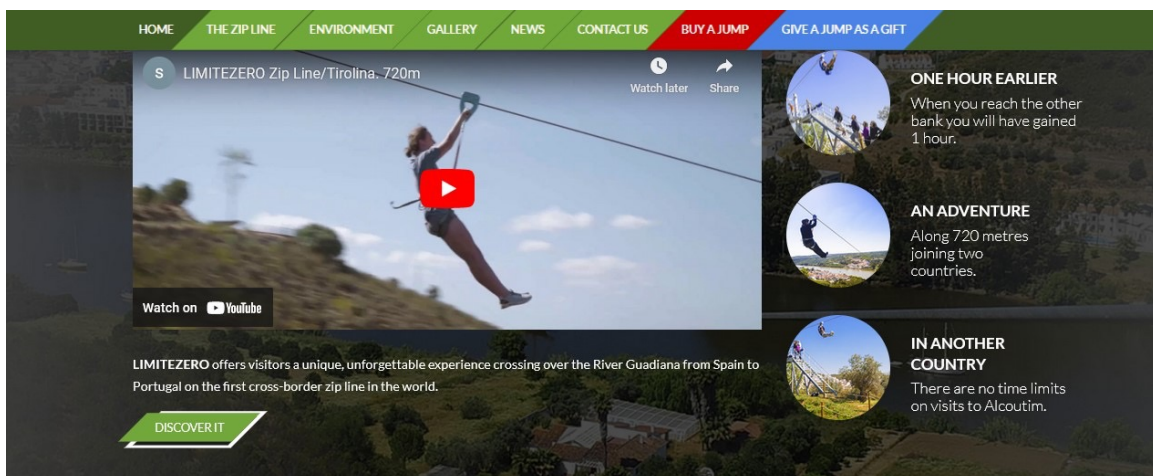 HOME THE ZIP LINE ENVIRONMENT GALLERY NEWS CONTACT US BUY A JUMP GIVE A JUMP AS A GIFT
S LIMITEZERO Zip Line/Tirolina. 720m
Watch later Share
Watch on YouTube
LIMITEZERO offers visitors a unique, unforgettable experience crossing over the River Guadiana from Spain to
Portugal on the first cross-border zip line in the world.
DISCOVER IT
ONE HOUR EARLIER
When you reach the other
bank you will have gained
1 hour.
AN ADVENTURE
Along 720 metres
joining two
countries.
IN ANOTHER
COUNTRY
There are no time limits
on visits to Alcoutim.